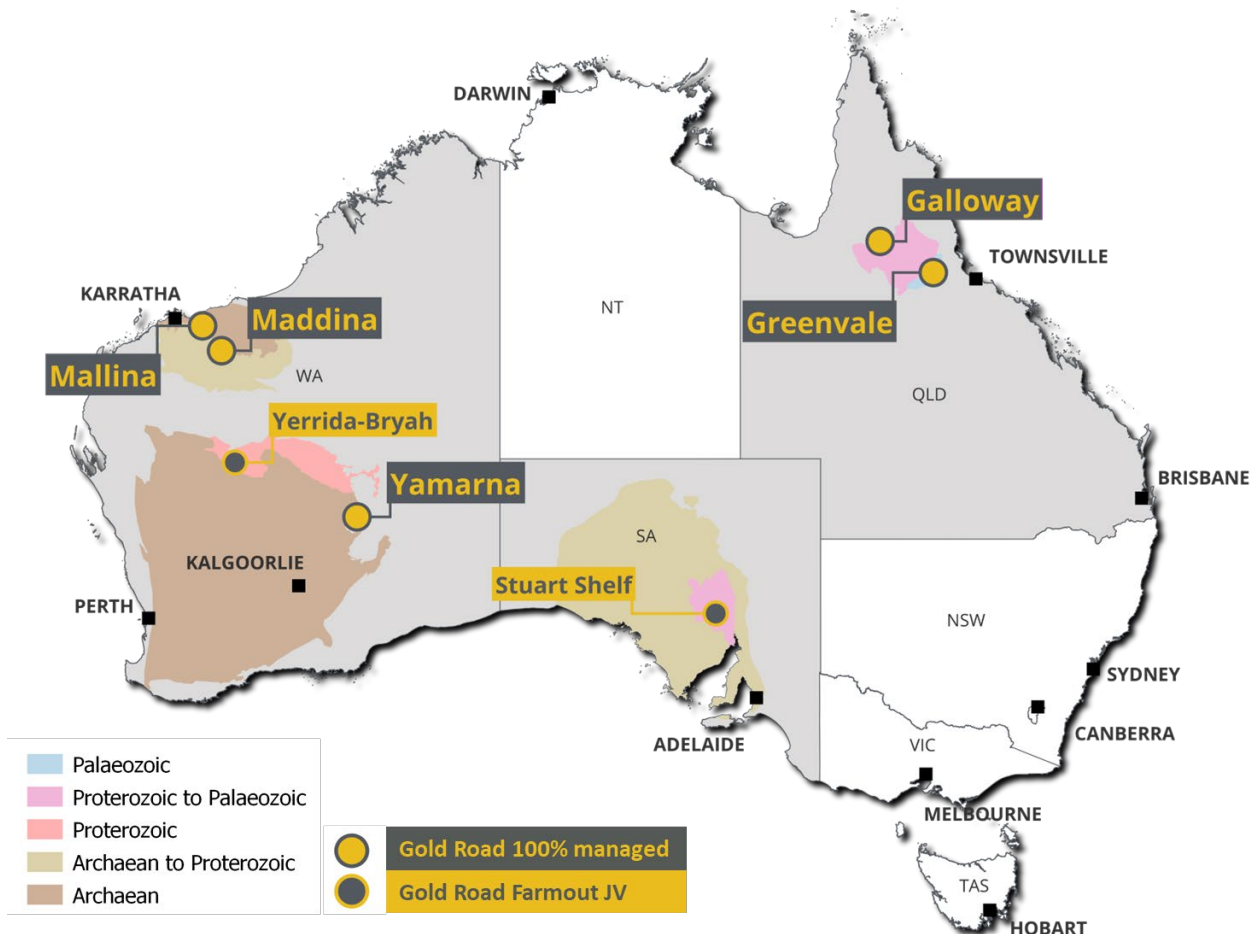 DARWIN
Galloway
TOWNSVILLE
KARRATHA
NT
Maddina
Greenvale
Mallina
WA
QLD
Yerrida-Bryah
Yamarna
BRISBANE
SA
KALGOORLIE
Stuart Shelf
PERTH
NSW
SYDNEY
CANBERRA
ADELAIDE
VIC
MELBOURNE
TAS
HOBART
Palaeozoic
Proterozoic to Palaeozoic
Proterozoic
Archaean to Proterozoic
Archaean
Gold Road 100% managed
Gold Road Farmout JV